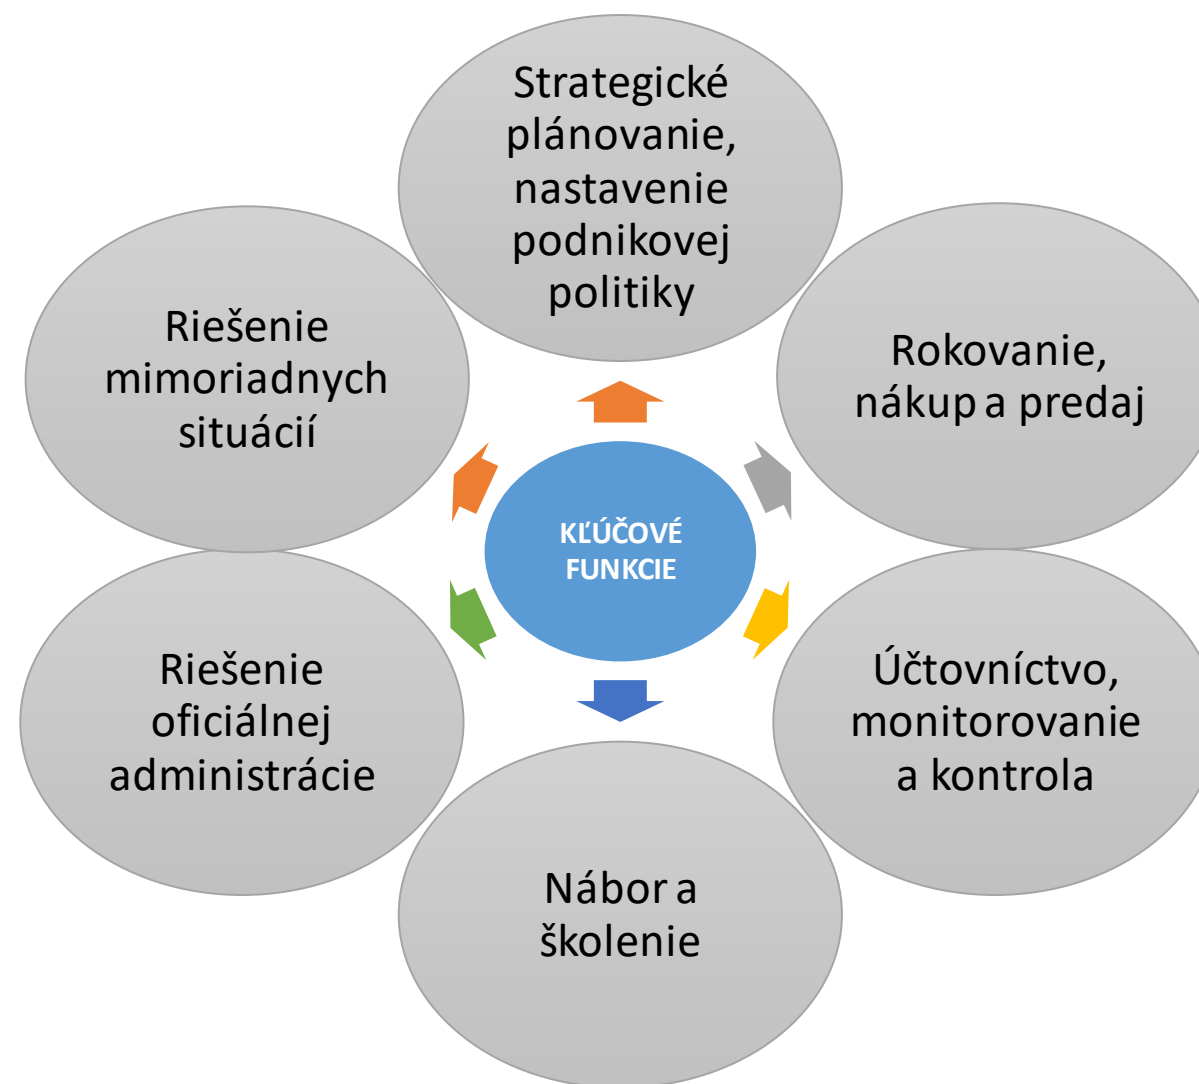 Strategické
plánovanie,
nastavenie
podnikovej
politiky
Rokovanie,
nákup a predaj
Účtovníctvo,
monitorovanie
a kontrola
Nábor a
školenie
Riešenie
oficiálnej
administrácie
Riešenie
mimoriadnych
situácií
KĽÚČOVÉ
FUNKCIE